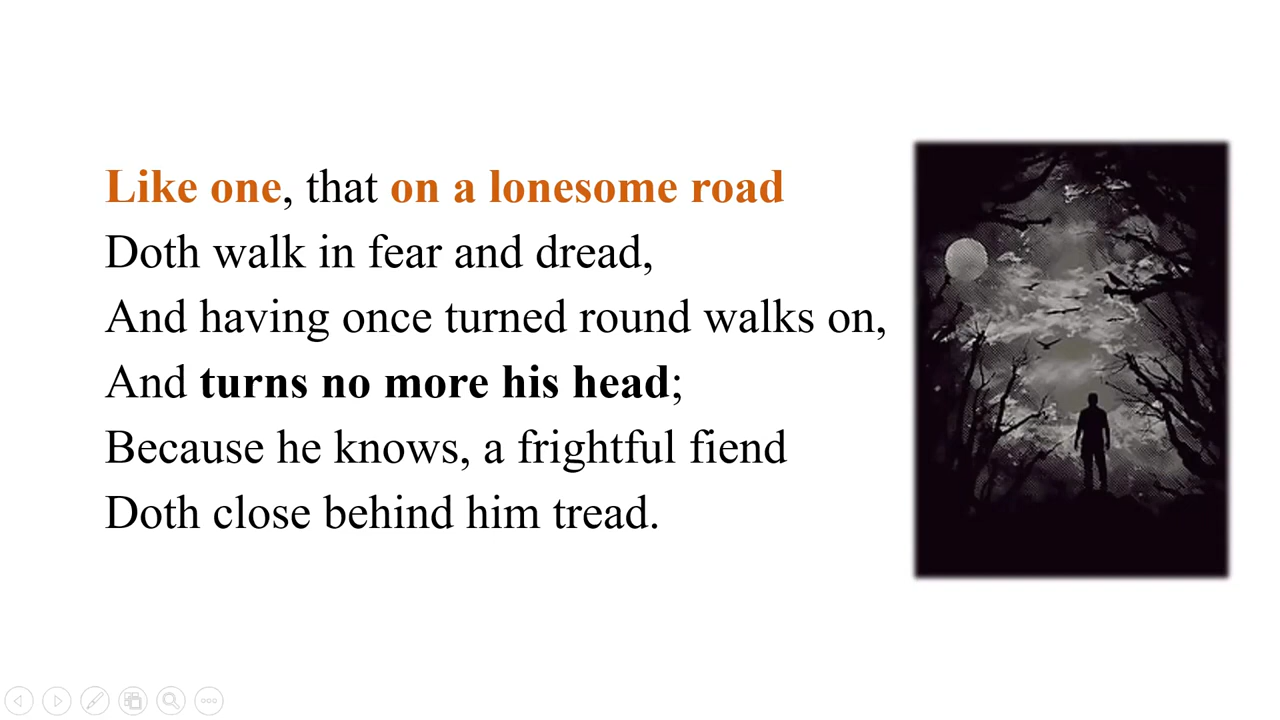 Like one, that on a lonesome road
Doth walk in fear and dread,
And having once turned round walks on,
And turns no more his head;
Because he knows, a frightful fiend
Doth close behind him tread.